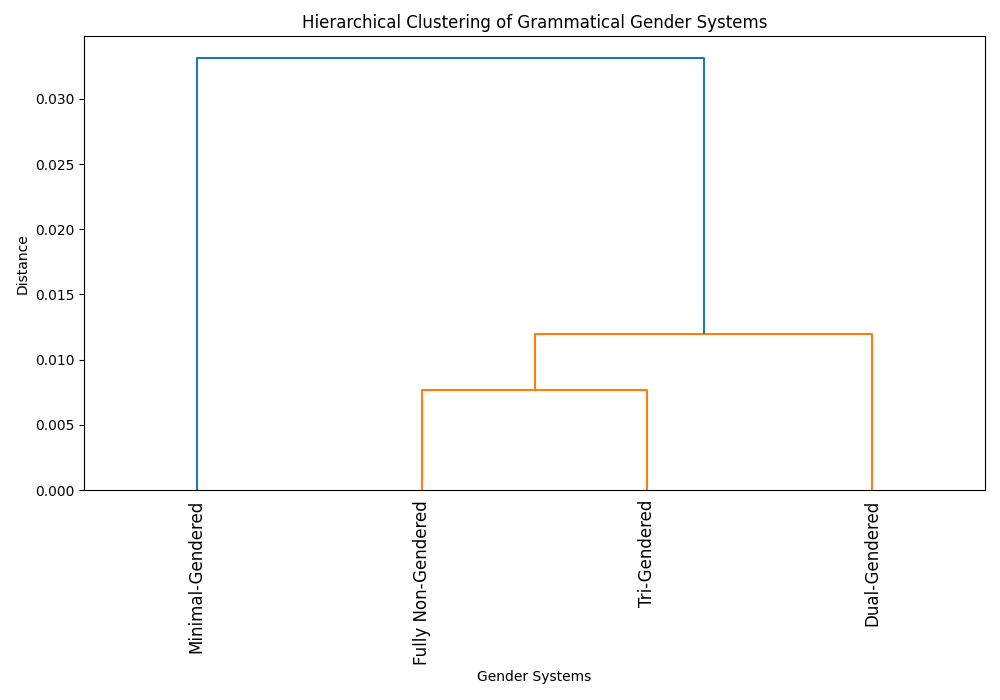 Hierarchical Clustering of Grammatical Gender Systems
Distance
0.030
0.025
0.020
0.015
0.010
0.005
0.000
Minimal-Gendered
Fully Non-Gendered
Tri-Gendered
Dual-Gendered
Gender Systems